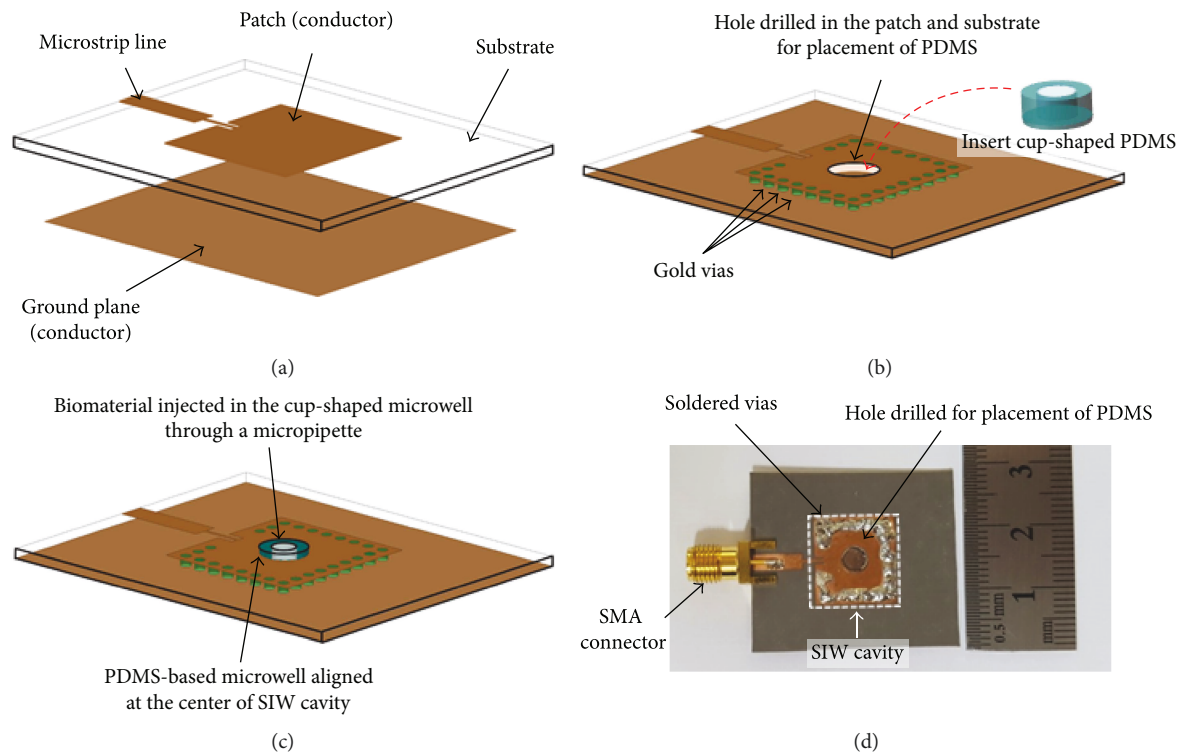 Patch (conductor)
Microstrip line
Substrate
Ground plane
(conductor)
(a)
Hole drilled in the patch and substrate
for placement of PDMS
Insert cup-shaped PDMS
Gold vias
(b)
Biomaterial injected in the cup-shaped microwell
through a micropipette
PDMS-based microwell aligned
at the center of SIW cavity
(c)
Soldered vias
Hole drilled for placement of PDMS
SMA
connector
SIW cavity
3
2
1
0.5 mm
mm
(d)